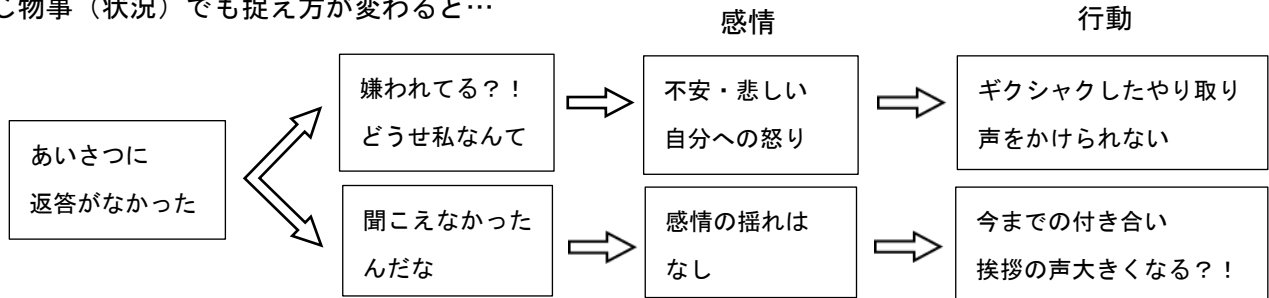 じ物事（状況）でも捉え方が変わると…
感情
行動
あいさつに
返答がなかった
嫌われてる？！
どうせ私なんて
不安・悲しい
自分への怒り
ギクシャクしたやり取り
声をかけられない
聞こえなかった
んだな
感情の揺れは
なし
今までの付き合い
挨拶の声大きくなる？！